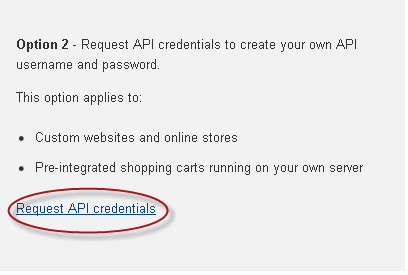 Option 2 - Request API credentials to create your own API
username and password.
This option applies to:
Custom websites and online stores
Pre-integrated shopping carts running on your own server
Request API credentials